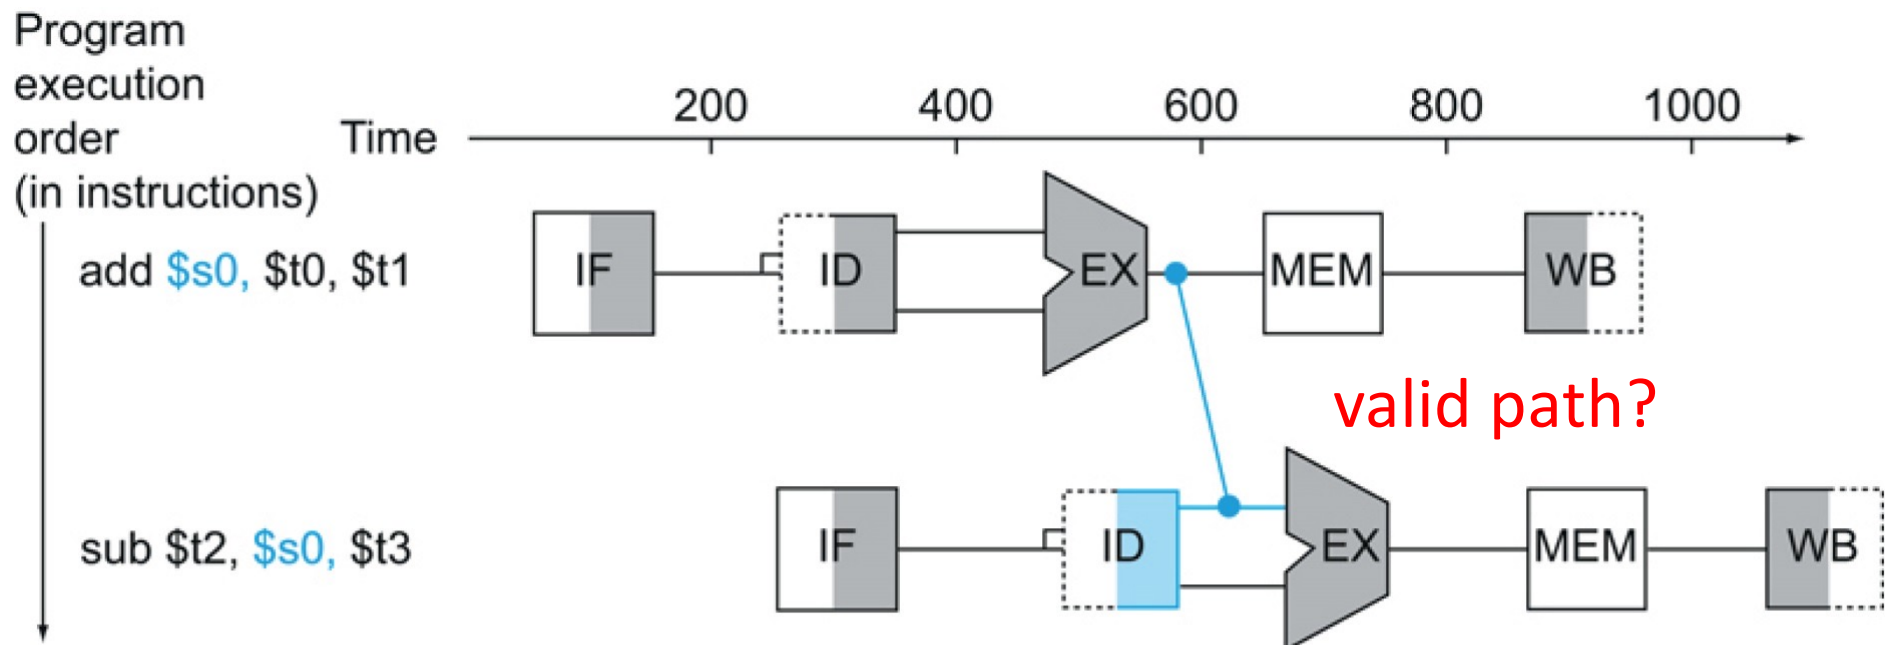 Program
execution
order
(in instructions)
Time
200 400 600 800 1000
add $s0, $t0, $t1
IF ID EX MEM WB
valid path?
sub $t2, $s0, $t3
IF ID EX MEM WB